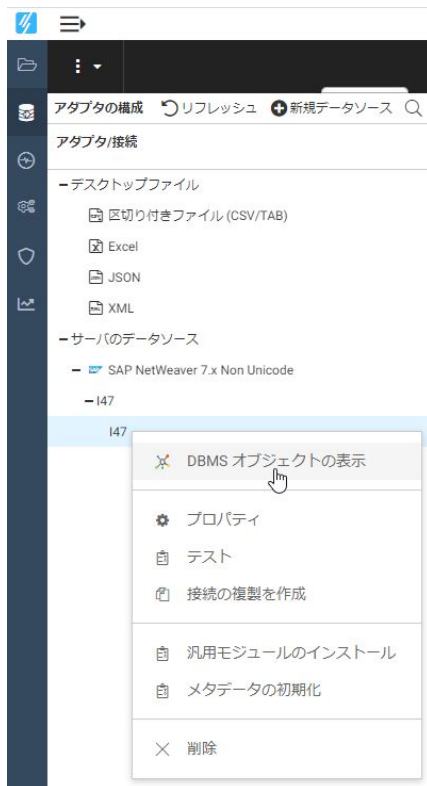 アダプタの構成 リフレッシュ 新規データソース
アダプタ/接続
デスクトップファイル
区切り付きファイル (CSV/TAB)
Excel
JSON
XML
サーバのデータソース
SAP NetWeaver 7.x Non Unicode
I47
I47
DBMS オブジェクトの表示
プロパティ
テスト
接続の複製を作成
汎用モジュールのインストール
メタデータの初期化
削除